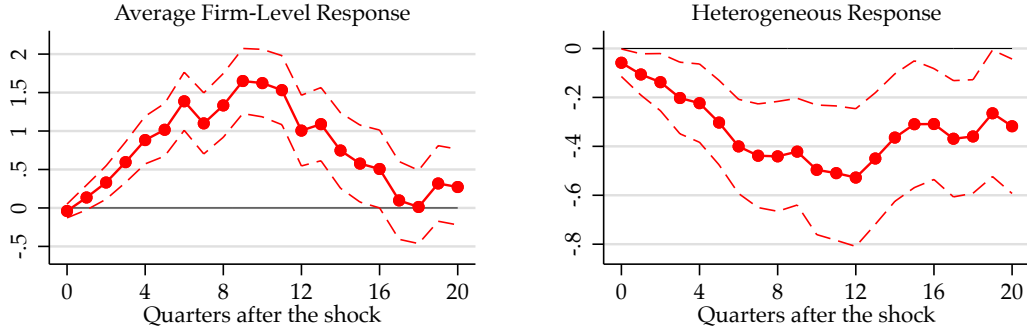 Average Firm-Level Response
2
1.5
1
.5
0
-.5
0 4 8 12 16 20
Quarters after the shock
Heterogeneous Response
0
-.2
-.4
-.6
-.8
0 4 8 12 16 20
Quarters after the shock